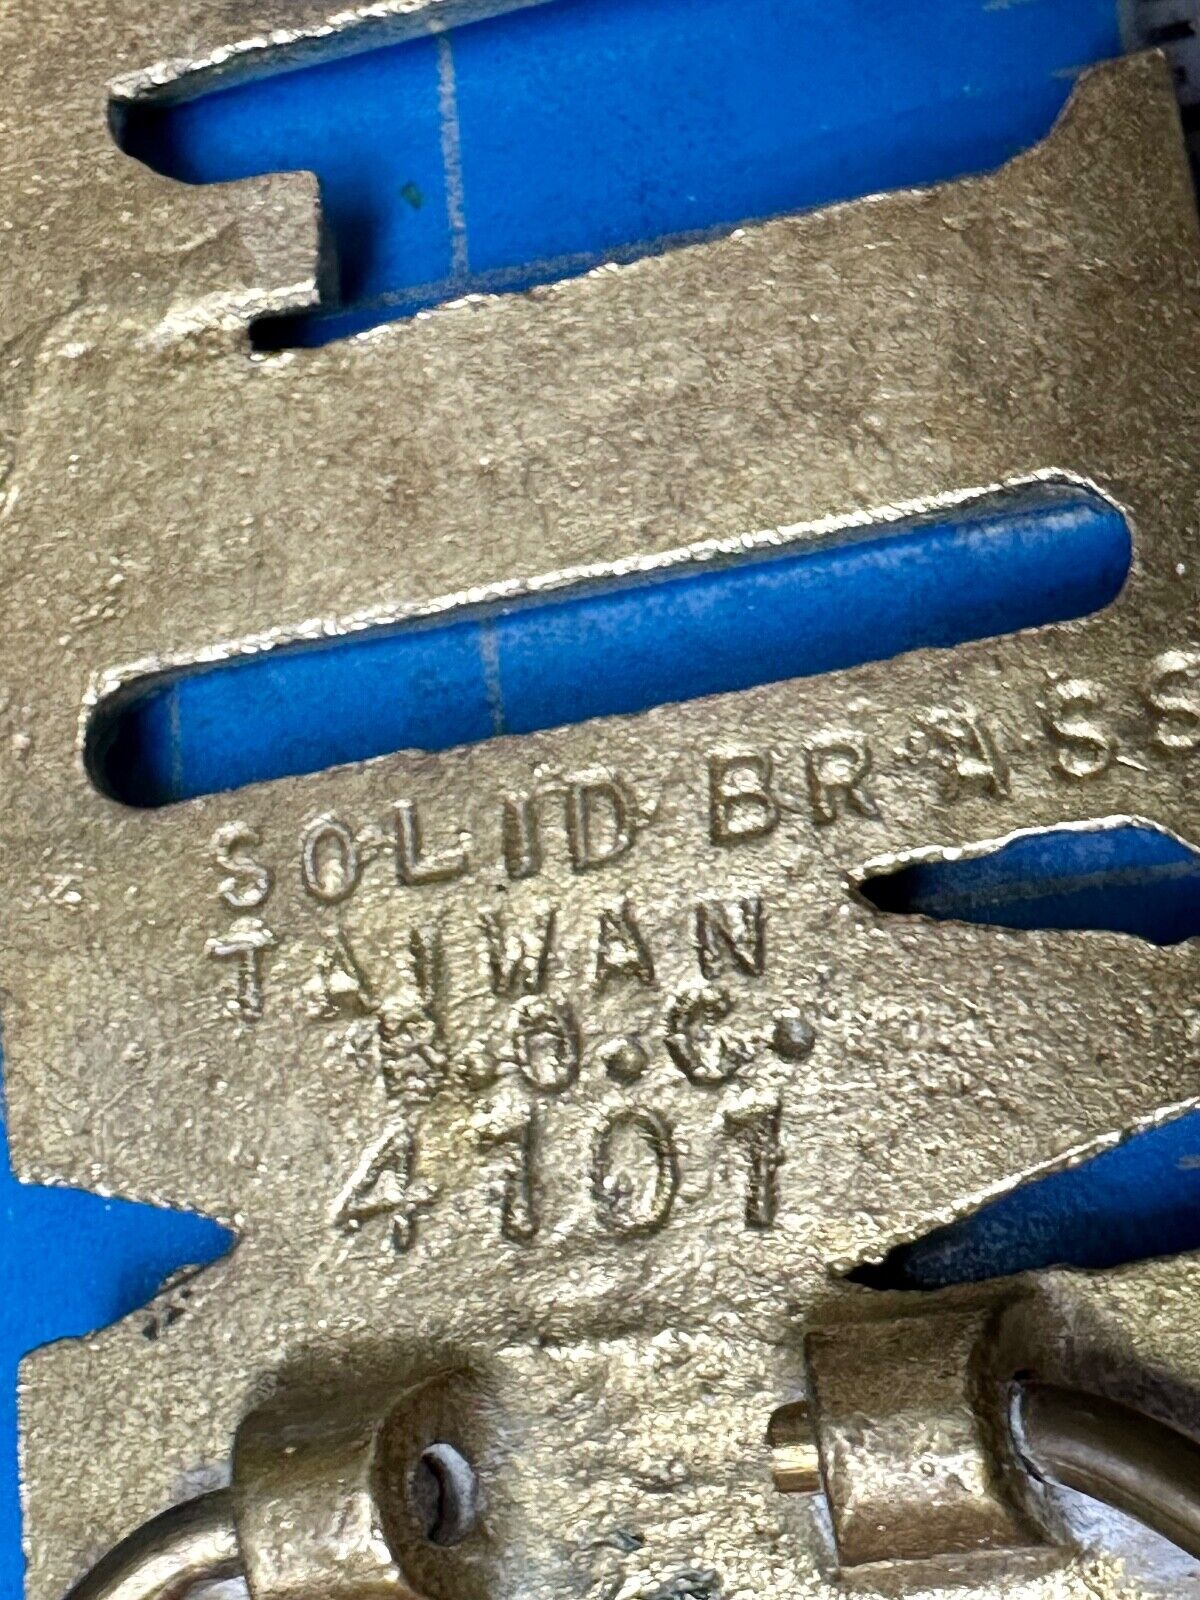 SOLID BRASS
TAIWAN
R.O.C.
4101